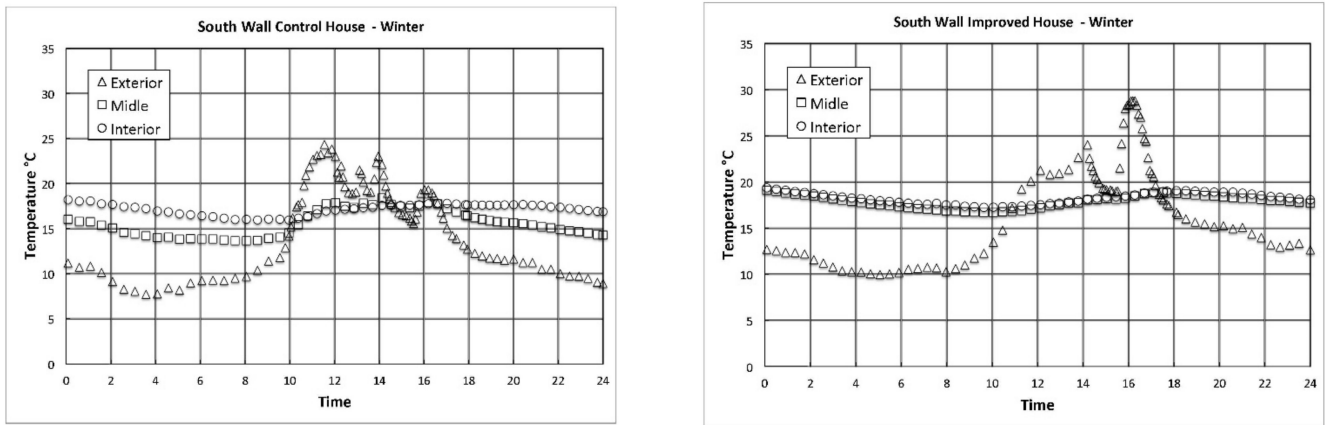 South Wall Control House - Winter
35
30
25
20
15
10
5
0
Temperature °C
Exterior
Midle
Interior
0 2 4 6 8 10 12 14 16 18 20 22 24
Time
South Wall Improved House - Winter
35
30
25
20
15
10
5
0
Temperature °C
Exterior
Midle
Interior
0 2 4 6 8 10 12 14 16 18 20 22 24
Time